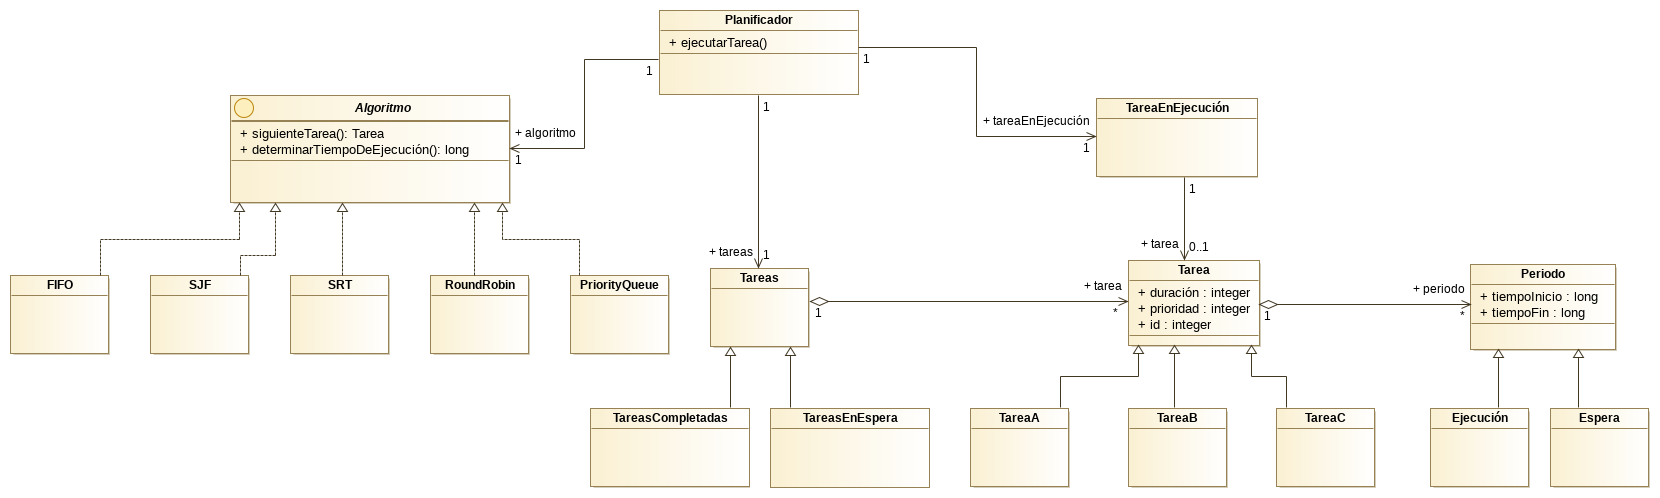 Planificador
+ ejecutarTarea()
1
1
1
Algoritmo
+ siguienteTarea(): Tarea
+ determinarTiempoDeEjecución(): long
+ algoritmo
1
TareaEnEjecución
+ tareaEnEjecución
1
1
+ tareas
1
+ tarea
0..1
FIFO
SJF
SRT
RoundRobin
PriorityQueue
Tareas
1
+ tarea
*
Tarea
+ duración : integer
+ prioridad : integer
+ id : integer
1
+ periodo
*
Periodo
+ tiempoInicio : long
+ tiempoFin : long
TareasCompletadas
TareasEnEspera
TareaA
TareaB
TareaC
Ejecución
Espera